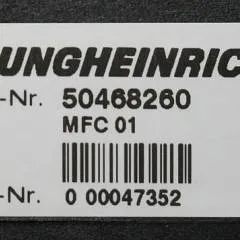 UNGHEINRIC
-Nr. 50468260
MFC 01
-Nr. 0 00047352